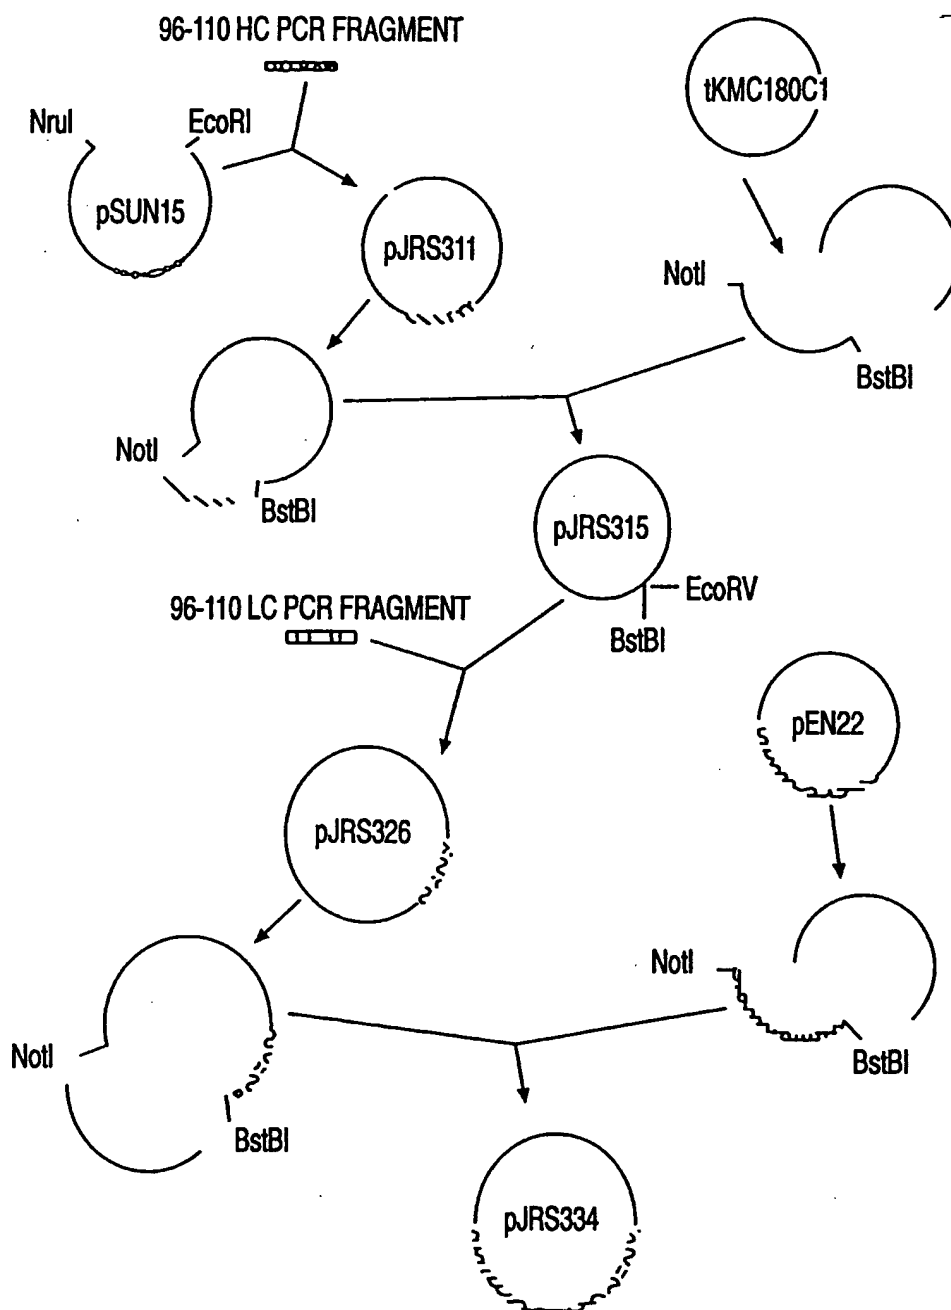 96-110 HC PCR FRAGMENT
tKMC180C1
NruI
EcoRI
pSUN15
pJRS311
NotI
BstBI
NotI
BstBI
pJRS315
EcoRV
BstBI
96-110 LC PCR FRAGMENT
pEN22
pJRS326
NotI
BstBI
NotI
BstBI
pJRS334